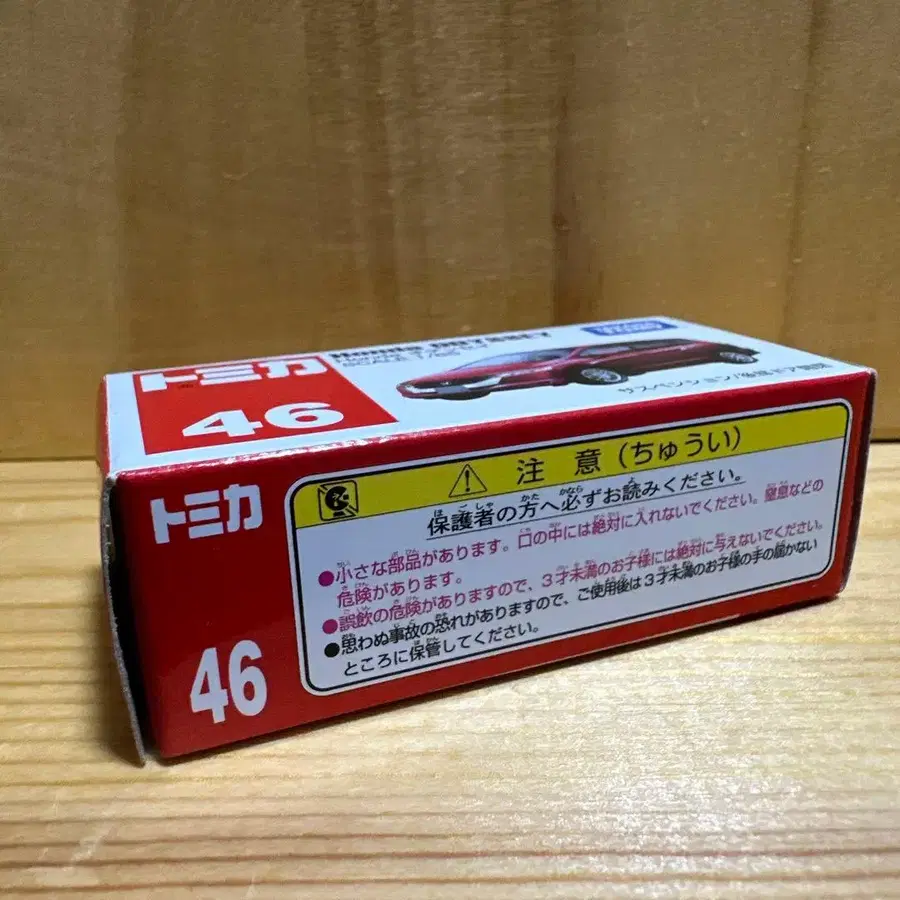 トミカ
46
Honda ODYSSEY
サスペンション/後席ドア開閉
トミカ
46
注 意 (ちゅうい)
保護者の方へ必ずお読みください。
●小さな部品があります。口の中には絶対に入れないでください。窒息などの
危険があります。
●誤飲の危険がありますので、3才未満のお子様には絶対に与えないでください。
●思わぬ事故の恐れがありますので、ご使用後は3才未満のお子様の手の届かない
ところに保管してください。